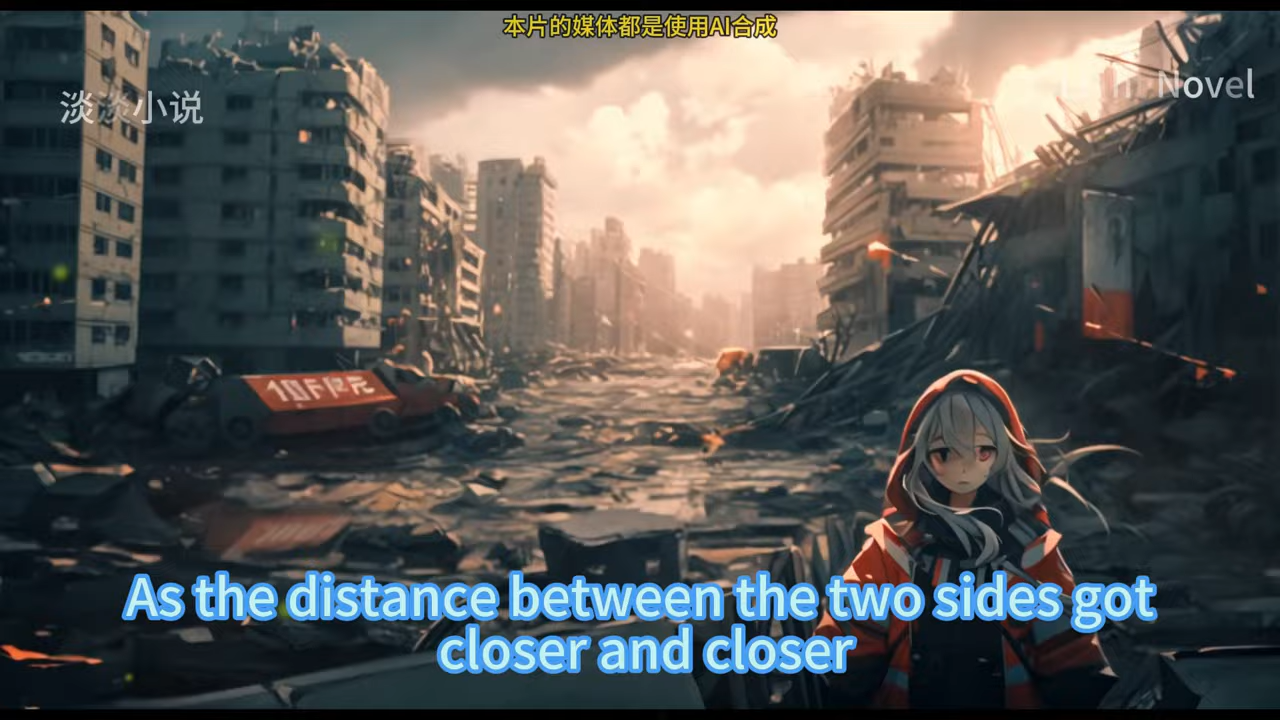 本片的媒体都是使用AI合成
淡淡小说
Novel
As the distance between the two sides got
closer and closer